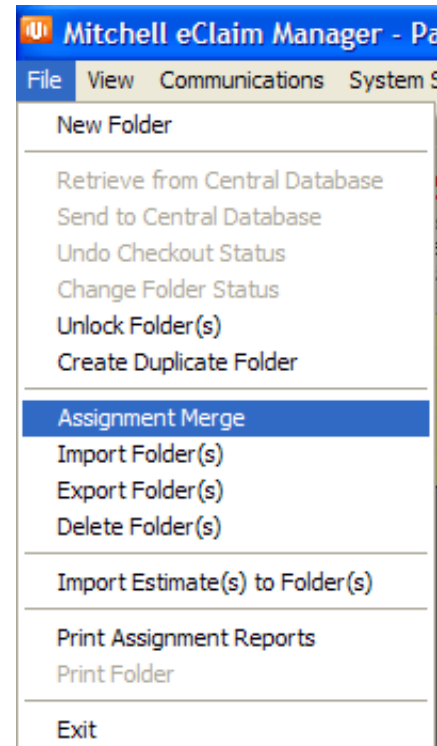 Mitchell eClaim Manager - Pa
File View Communications System S
New Folder
Retrieve from Central Database
Send to Central Database
Undo Checkout Status
Change Folder Status
Unlock Folder(s)
Create Duplicate Folder
Assignment Merge
Import Folder(s)
Export Folder(s)
Delete Folder(s)
Import Estimate(s) to Folder(s)
Print Assignment Reports
Print Folder
Exit